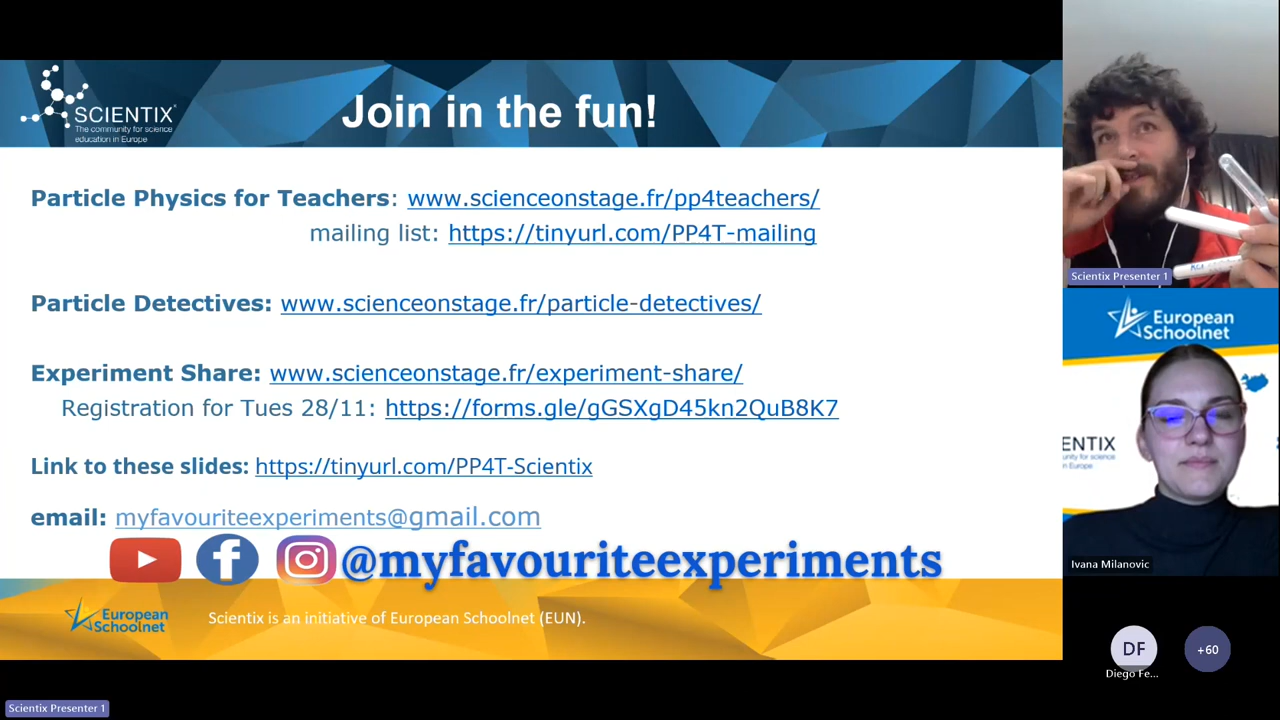 SCIENTIX
The community for science
education in Europe
Join in the fun!
Particle Physics for Teachers: www.scienceonstage.fr/pp4teachers/
mailing list: https://tinyurl.com/PP4T-mailing
Particle Detectives: www.scienceonstage.fr/particle-detectives/
Experiment Share: www.scienceonstage.fr/experiment-share/
Registration for Tues 28/11: https://forms.gle/gGSXgD45kn2QuB8K7
Link to these slides: https://tinyurl.com/PP4T-Scientix
email: myfavouriteexperiments@gmail.com
@myfavouriteexperiments
European
Schoolnet
Scientix is an initiative of European Schoolnet (EUN).
Scientix Presenter 1
Scientix Presenter 1
European
Schoolnet
ENTIX
ity for science
n Europe
Ivana Milanovic
DF
Diego Fe...
+60